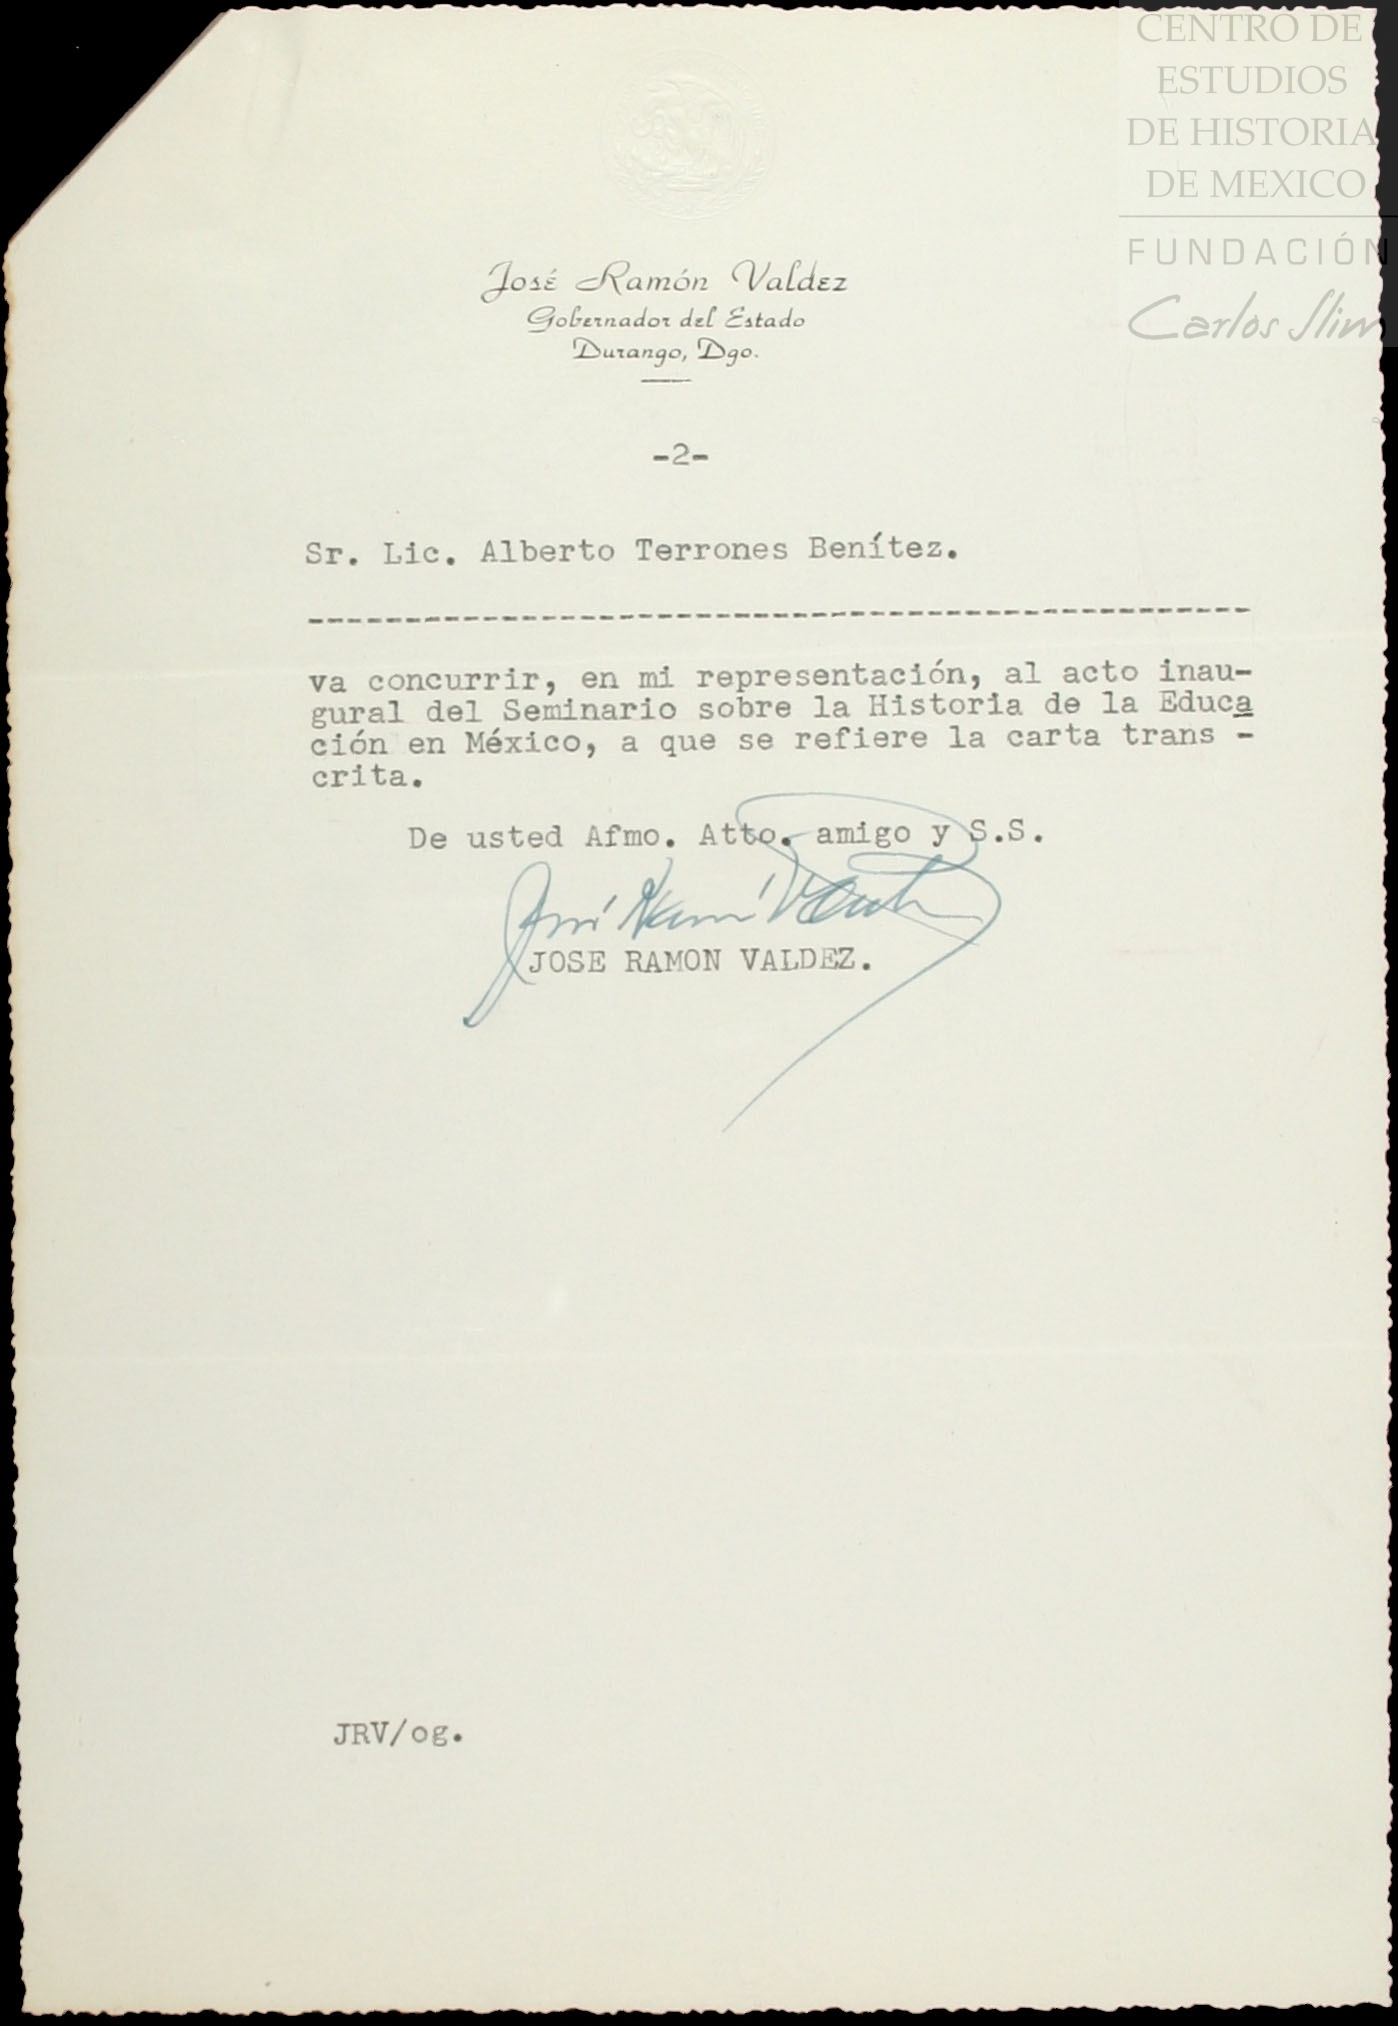 CENTRO DE
ESTUDIOS
DE HISTORIA
DE MEXICO
FUNDACIÓN
Carlos Slim
José Ramón Valdez
Gobernador del Estado
Durango, Dgo.
-2-
Sr. Lic. Alberto Terrones Benítez.
-------------------------------------------------
va concurrir, en mi representación, al acto inau-
gural del Seminario sobre la Historia de la Educa
ción en México, a que se refiere la carta trans -
crita.
De usted Afmo. Atto. amigo y S.S.
José Ramón Valdez
JOSE RAMON VALDEZ.
JRV/og.